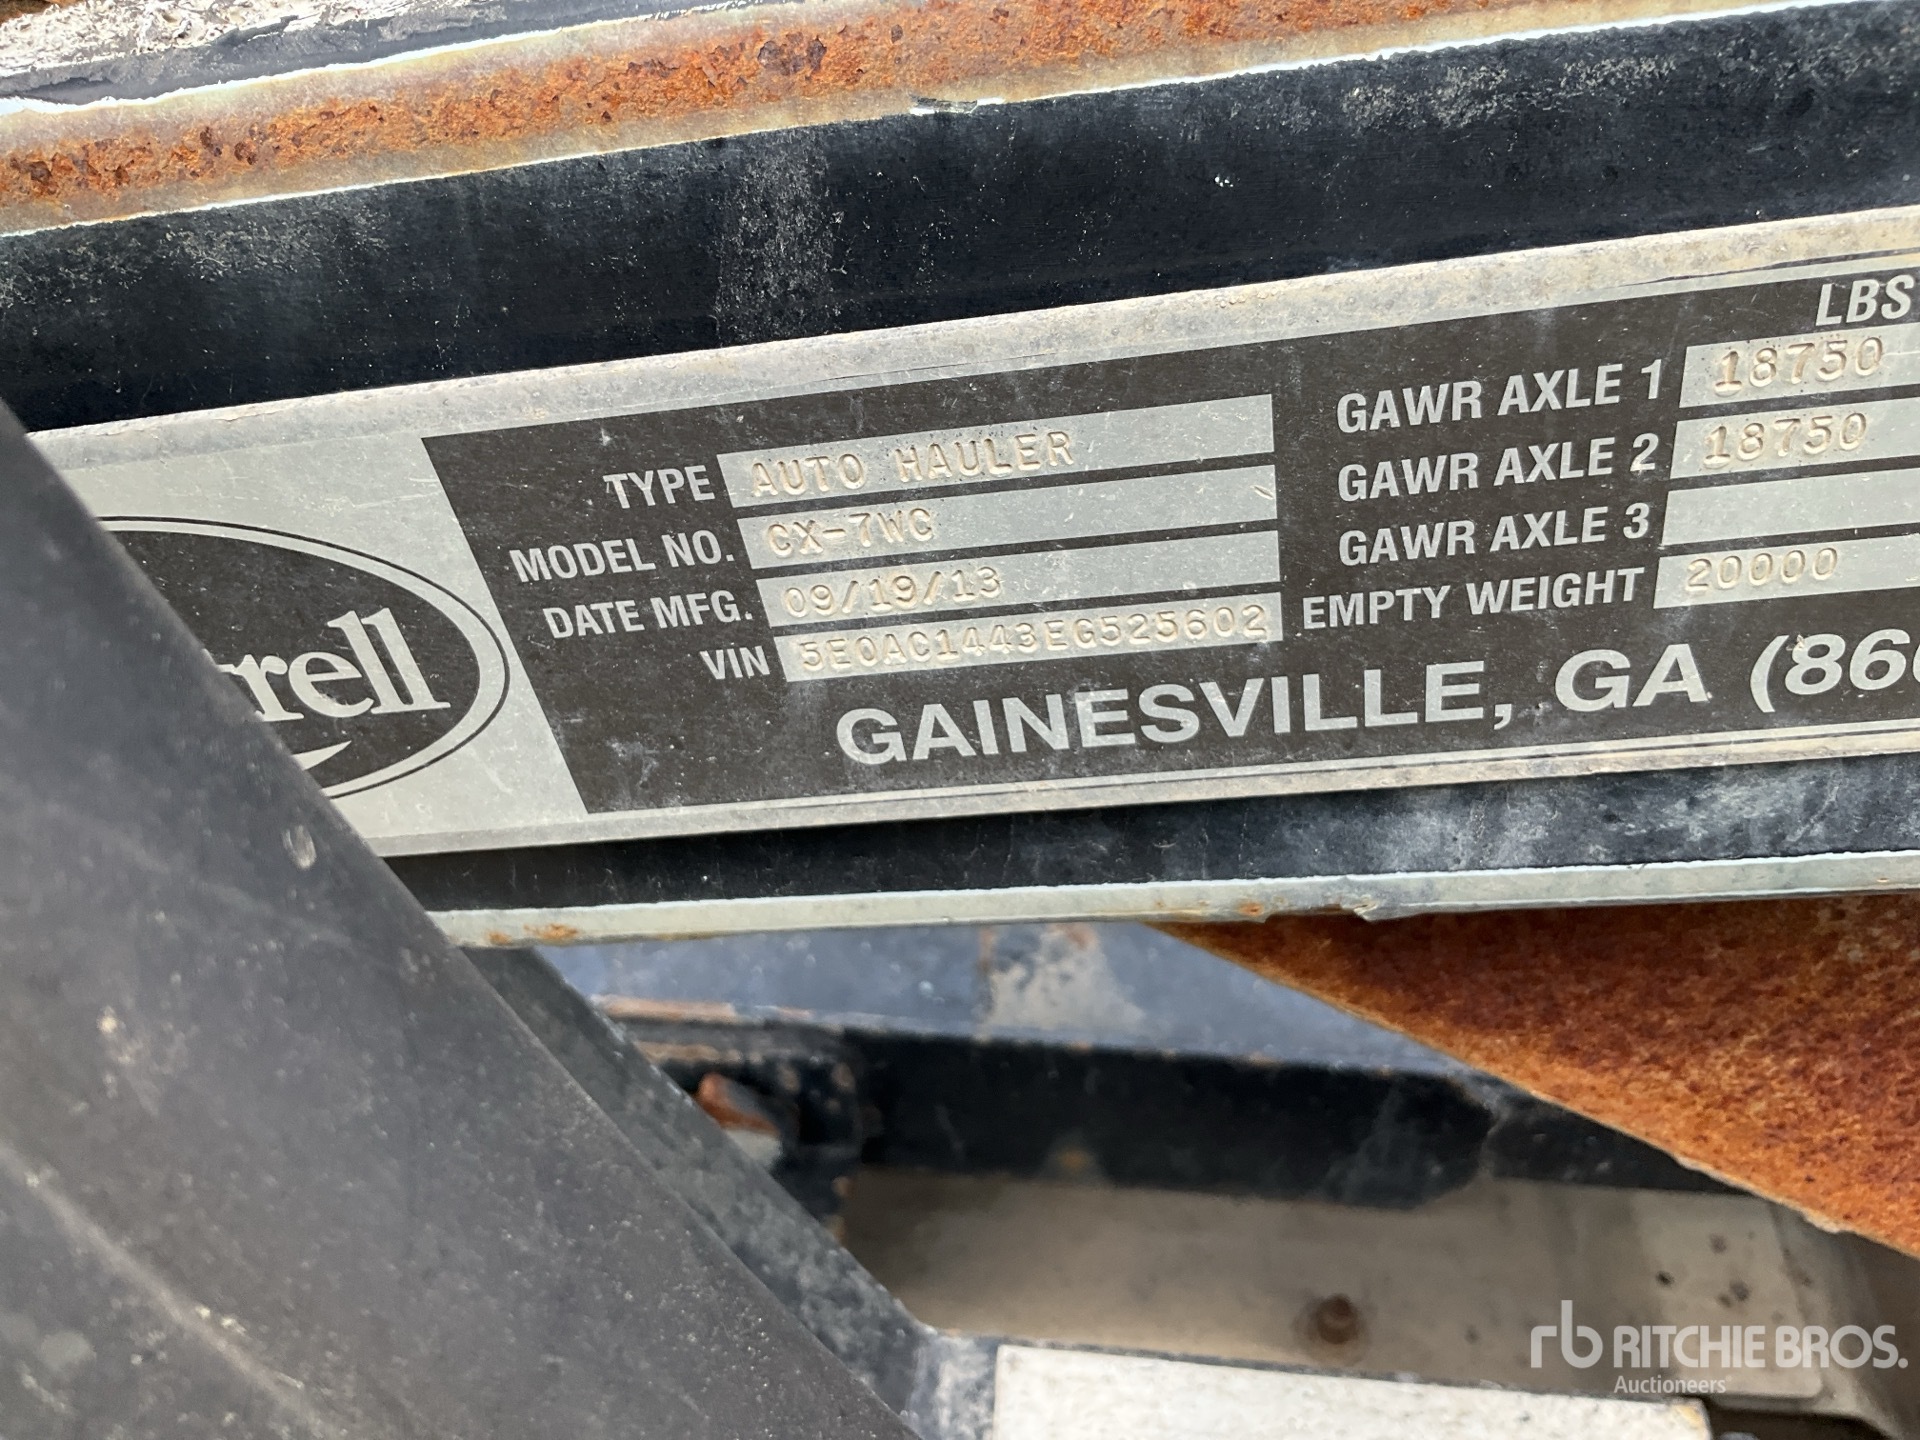 LBS
TYPE AUTO HAULER GAWR AXLE 1 18750
MODEL NO. CX-7WC GAWR AXLE 2 18750
DATE MFG. 09/19/13 GAWR AXLE 3
VIN 5E0AC1443EG525602 EMPTY WEIGHT 20000
rrell
GAINESVILLE, GA (86
rb RITCHIE BROS.
Auctioneers